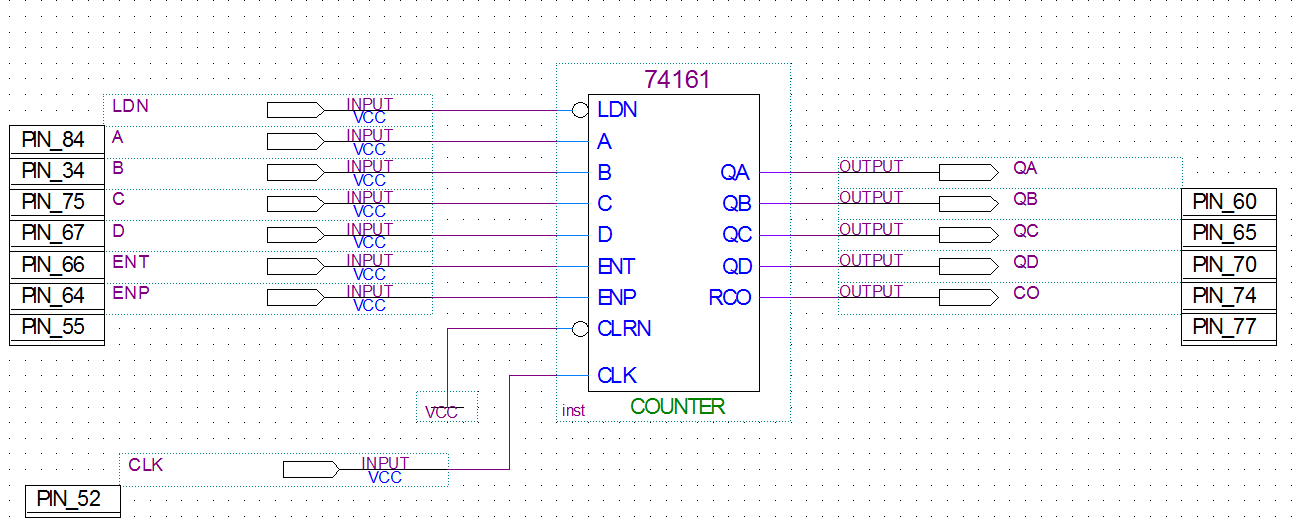 74161
LDN INPUT VCC LDN
PIN_84 A INPUT VCC A
PIN_34 B INPUT VCC B QA OUTPUT QA
PIN_75 C INPUT VCC C QB OUTPUT QB PIN_60
PIN_67 D INPUT VCC D QC OUTPUT QC PIN_65
PIN_66 ENT INPUT VCC ENT QD OUTPUT QD PIN_70
PIN_64 ENP INPUT VCC ENP RCO OUTPUT CO PIN_74
PIN_55 CLRN PIN_77
CLK
VCC inst COUNTER
CLK INPUT VCC
PIN_52